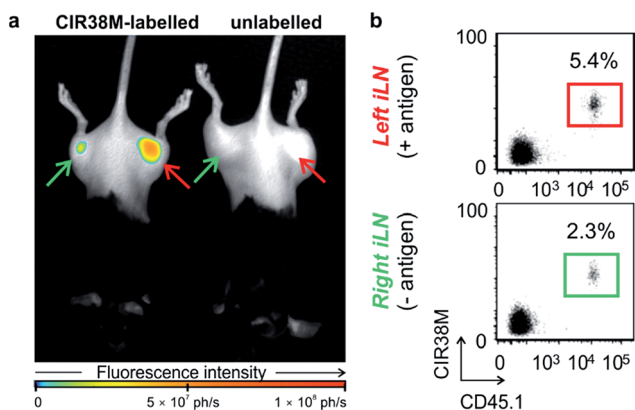 a
CIR38M-labelled
unlabelled
Fluorescence intensity
0
5 × 10⁷ ph/s
1 × 10⁸ ph/s
b
Left iLN
(+ antigen)
100
0
5.4%
0
10³
10⁴
10⁵
Right iLN
(- antigen)
100
0
2.3%
0
10³
10⁴
10⁵
CIR38M
CD45.1